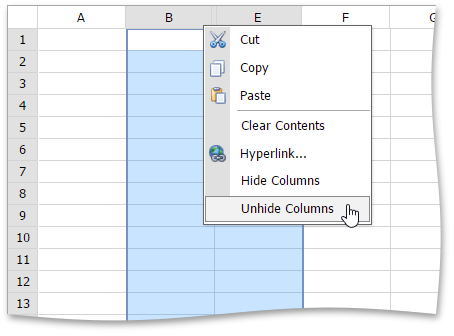 A B E F G
1
2
3
4
5
6
7
8
9
10
11
12
13
Cut
Copy
Paste
Clear Contents
Hyperlink...
Hide Columns
Unhide Columns